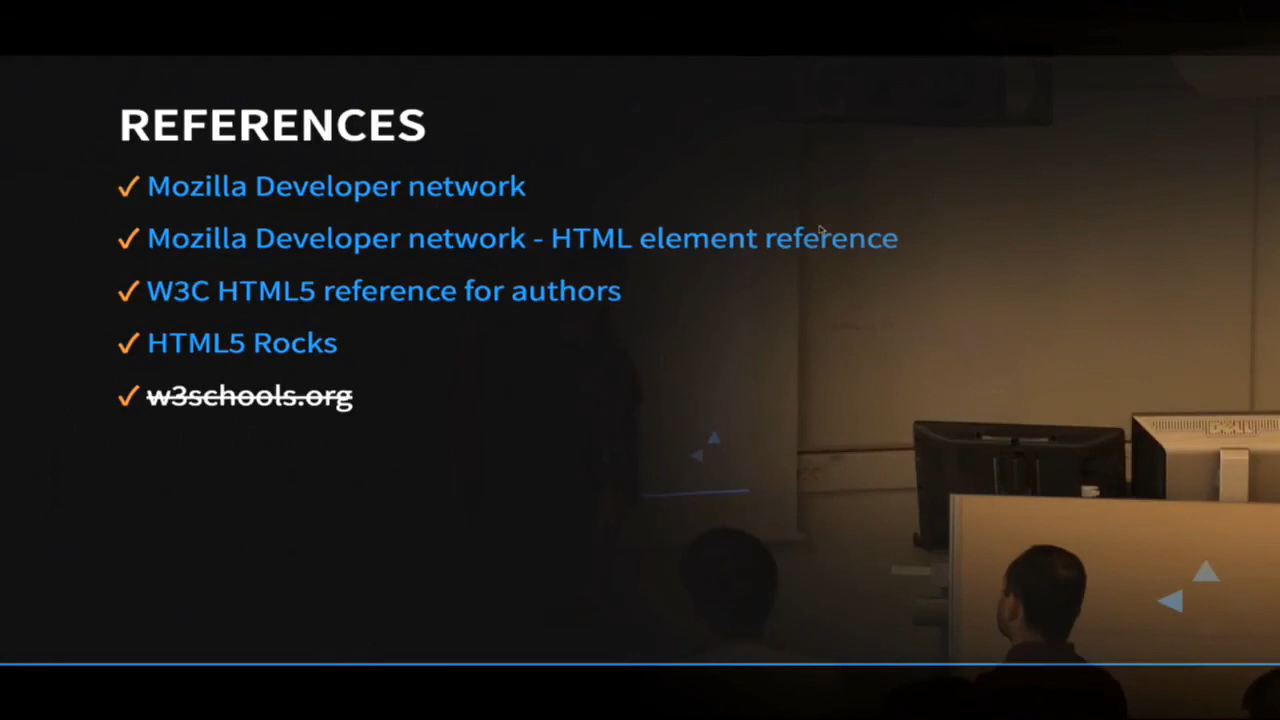 REFERENCES
✓ Mozilla Developer network
✓ Mozilla Developer network - HTML element reference
✓ W3C HTML5 reference for authors
✓ HTML5 Rocks
✓ w3schools.org
DELL